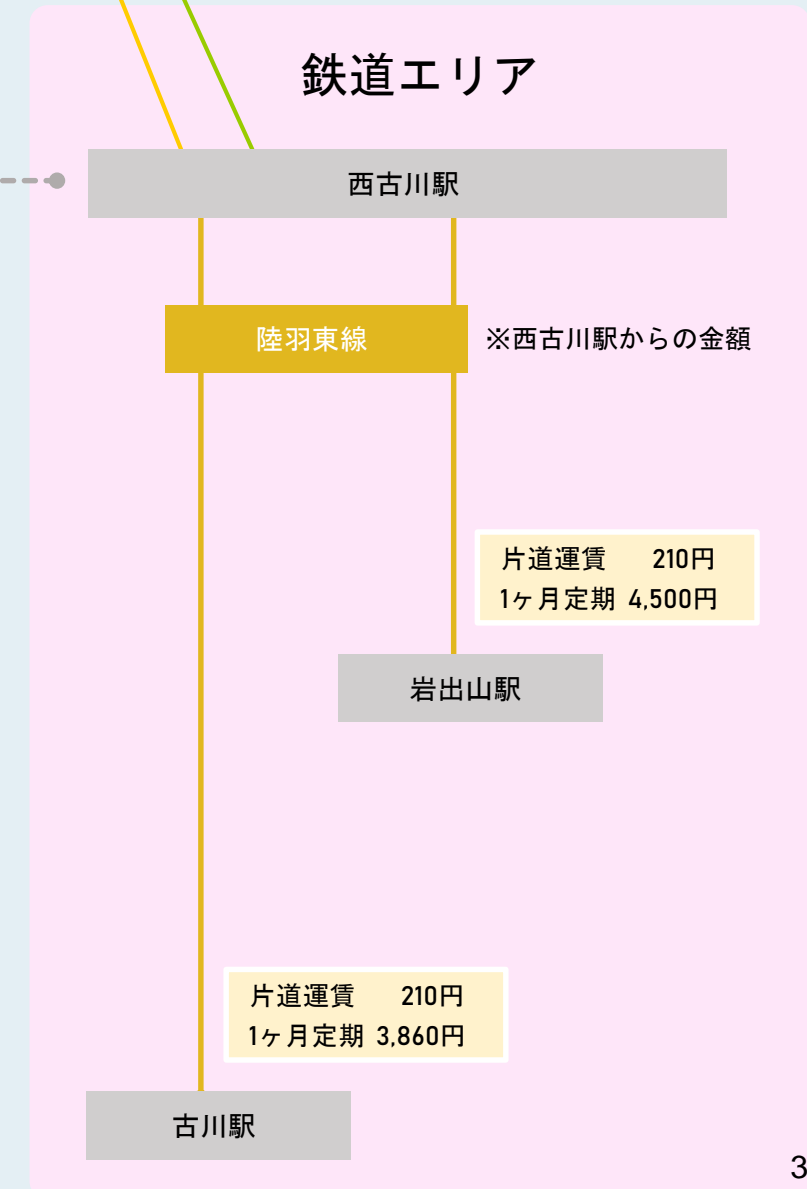 鉄道エリア
西古川駅
陸羽東線
※西古川駅からの金額
片道運賃 210円
1ヶ月定期 4,500円
岩出山駅
片道運賃 210円
1ヶ月定期 3,860円
古川駅
3